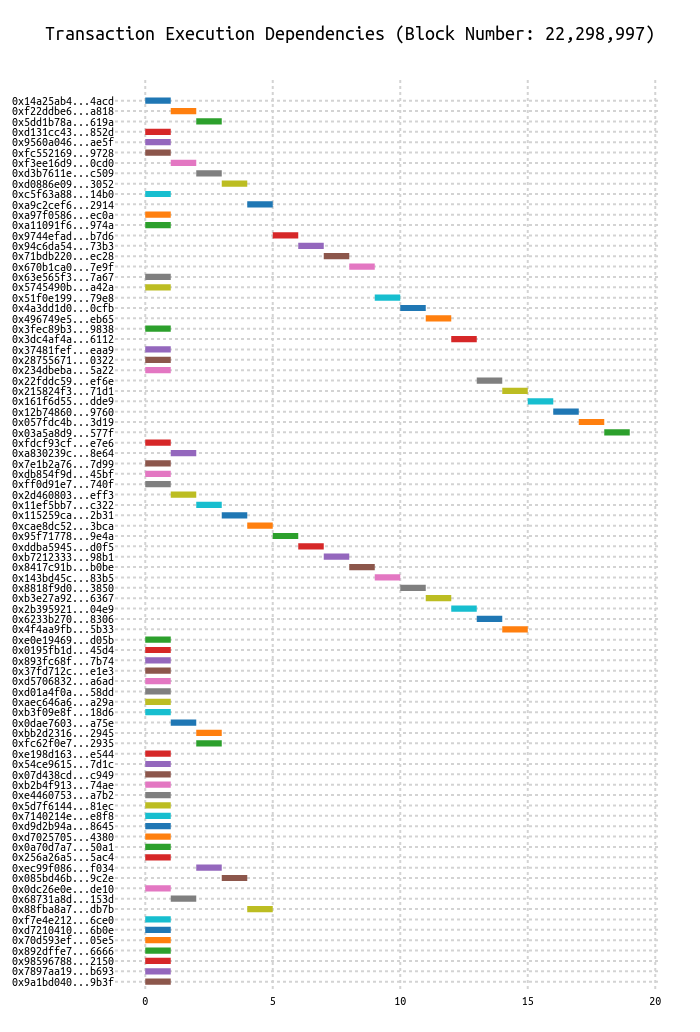 Transaction Execution Dependencies (Block Number: 22,298,997)
0x14a25ab4...4acd
0xf22ddbe6...a818
0x5dd1b78a...619a
0xd131cc43...852d
0x9560a046...ae5f
0xfc552169...9728
0xf3ee16d9...0cd0
0xd3b7611e...c509
0xd0886e09...3052
0xc5f63a88...14b0
0xa9c2cef6...2914
0xa97f0586...ec0a
0xa11091f6...974a
0x9744efad...b7d6
0x94c6da54...73b3
0x71bdb220...ec28
0x670b1ca0...7e9f
0x63e565f3...7a67
0x5745490b...a42a
0x51f0e199...79e8
0x4a3dd1d0...0cfb
0x496749e5...eb65
0x3fec89b3...9838
0x3dc4af4a...6112
0x37481fef...eaa9
0x28755671...0322
0x234dbeba...5a22
0x22fddc59...ef6e
0x215824f3...71d1
0x161f6d55...dde9
0x12b74860...9760
0x057fdc4b...3d19
0x03a5a8d9...577f
0xfdcf93cf...e7e6
0xa830239c...8e64
0x7e1b2a76...7d99
0xdb854f9d...45bf
0xff0d91e7...740f
0x2d460803...eff3
0x11ef5bb7...c322
0x115259ca...2b31
0xcae8dc52...3bca
0x95f71778...9e4a
0xddba5945...d0f5
0xb7212333...98b1
0x8417c91b...b0be
0x143bd45c...83b5
0x8818f9d0...3850
0xb3e27a92...6367
0x2b395921...04e9
0x6233b270...8306
0x4f4aa9fb...5b33
0xe0e19469...d05b
0x0195fb1d...45d4
0x893fc68f...7b74
0x37fd712c...e1e3
0xd5706832...a6ad
0xd01a4f0a...58dd
0xaec646a6...a29a
0xb3f09e8f...18d6
0x0dae7603...a75e
0xbb2d2316...2945
0xfc62f0e7...2935
0xe198d163...e544
0x54ce9615...7d1c
0x07d438cd...c949
0xb2b4f913...74ae
0xe4460753...a7b2
0x5d7f6144...81ec
0x7140214e...e8f8
0xd9d2b94a...8645
0xd7025705...4380
0x0a70d7a7...50a1
0x256a26a5...5ac4
0xec99f086...f034
0x085bd46b...9c2e
0x0dc26e0e...de10
0x68731a8d...153d
0x88fba8a7...db7b
0xf7e4e212...6ce0
0xd7210410...6b0e
0x70d593ef...05e5
0x892dffe7...6666
0x98596788...2150
0x7897aa19...b693
0x9a1bd040...9b3f
0 5 10 15 20